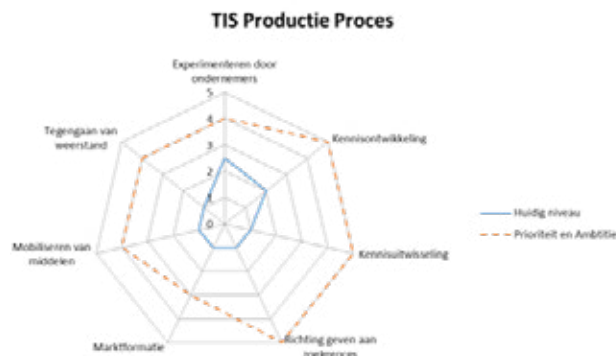 TIS Productie Proces
Experimenteren door
ondernemers
5
4
3
2
1
0
Kennisontwikkeling
Kennisuitwisseling
Richting geven aan
Marktformatie
Mobiliseren van
middelen
Tegengaan van
weerstand
Huidig niveau
Prioriteit en Ambtitie